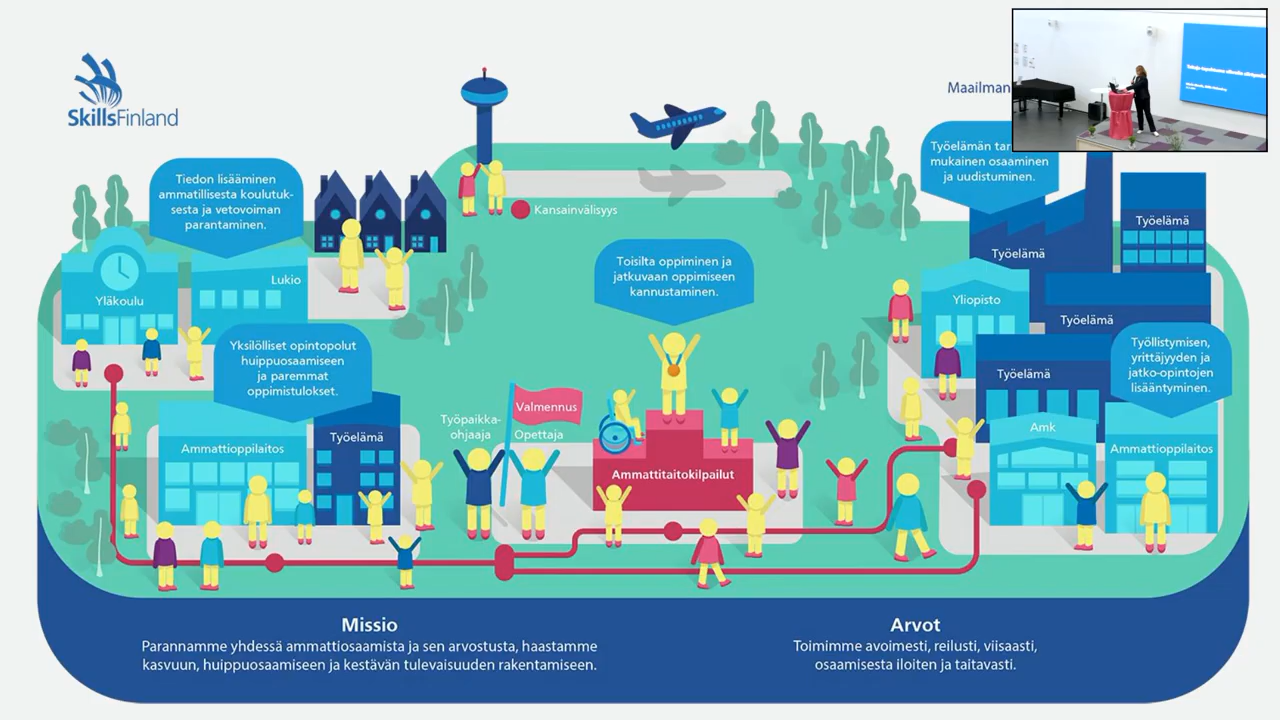 SkillsFinland
Maailman
Tiedon lisääminen
ammatillisesta koulutuk-
sesta ja vetovoiman
parantaminen.
Kansainvälisyys
Työelämän
mukainen osaaminen
ja uudistuminen.
Työelämä
Työelämä
Lukio
Yläkoulu
Toisilta oppiminen ja
jatkuvaan oppimiseen
kannustaminen.
Yliopisto
Työelämä
Yksilölliset opintopolut
huippuosaamiseen
ja paremmat
oppimistulokset.
Työllistymisen,
yrittäjyyden ja
jatko-opintojen
lisääntyminen.
Työelämä
Valmennus
Työpaikka-
ohjaaja
Opettaja
Ammattioppilaitos
Työelämä
Ammattitaitokilpailut
Amk
Ammattioppilaitos
Missio
Parannamme yhdessä ammattiosaamista ja sen arvostusta, haastamme
kasvuun, huippuosaamiseen ja kestävän tulevaisuuden rakentamiseen.
Arvot
Toimimme avoimesti, reilusti, viisaasti,
osaamisesta iloiten ja taitavasti.